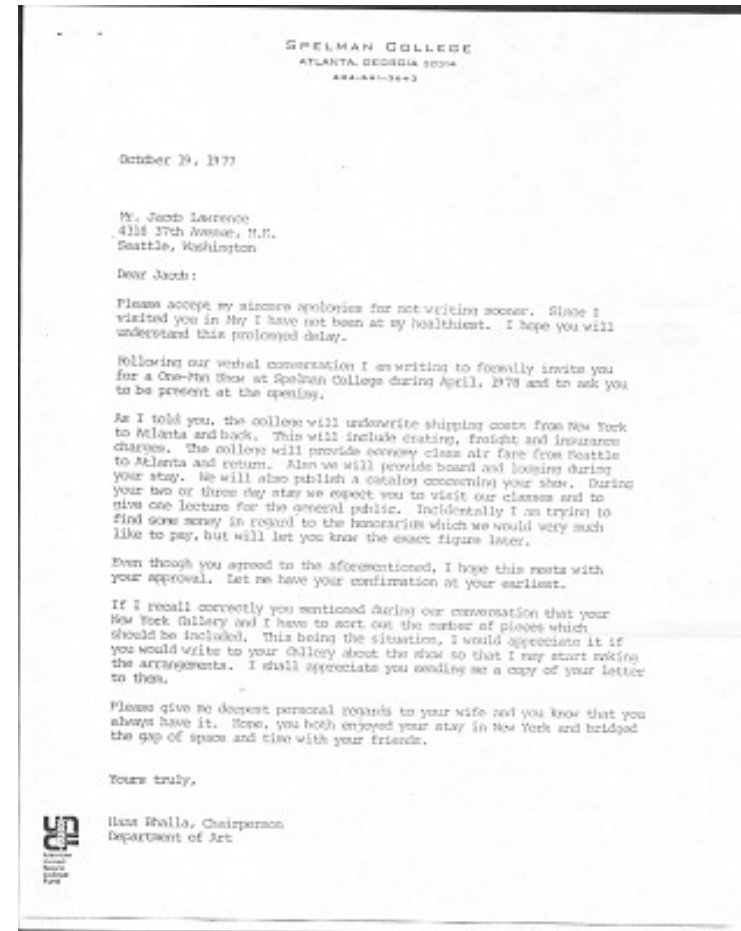 SPELMAN COLLEGE
ATLANTA, GEORGIA 30314
October 19, 1977
Mr. Jacob Lawrence
4316 37th Avenue, N.E.
Seattle, Washington
Dear Jacob:
Please accept my sincere apologies for not writing sooner. Since I
visited you in May I have not been at my healthiest. I hope you will
understand this prolonged delay.
Following our verbal conversation I am writing to formally invite you
for a One-Man Show at Spelman College during April, 1978 and to ask you
to be present at the opening.
As I told you, the college will underwrite shipping costs from New York
to Atlanta and back. This will include crating, freight and insurance
charges. The college will provide economy class air fare from Seattle
to Atlanta and return. Also we will provide board and lodging during
your stay. We will also publish a catalog concerning your show. During
your two or three day stay we expect you to visit our classes and to
give one lecture for the general public. Incidentally I am trying to
find some money in regard to the honorarium which we would very much
like to pay, but will let you know the exact figure later.
Even though you agreed to the aforementioned, I hope this meets with
your approval. Let me have your confirmation at your earliest.
If I recall correctly you mentioned during our conversation that your
New York Gallery and I have to sort out the number of pieces which
should be included. This being the situation, I would appreciate it if
you would write to your Gallery about the show so that I may start making
the arrangements. I shall appreciate you sending me a copy of your letter
to them.
Please give me deepest personal regards to your wife and you know that you
always have it. Hope, you both enjoyed your stay in New York and bridged
the gap of space and time with your friends.
Yours truly,
Hans Bhalla, Chairperson
Department of Art
UNCF
United
Negro
College
Fund